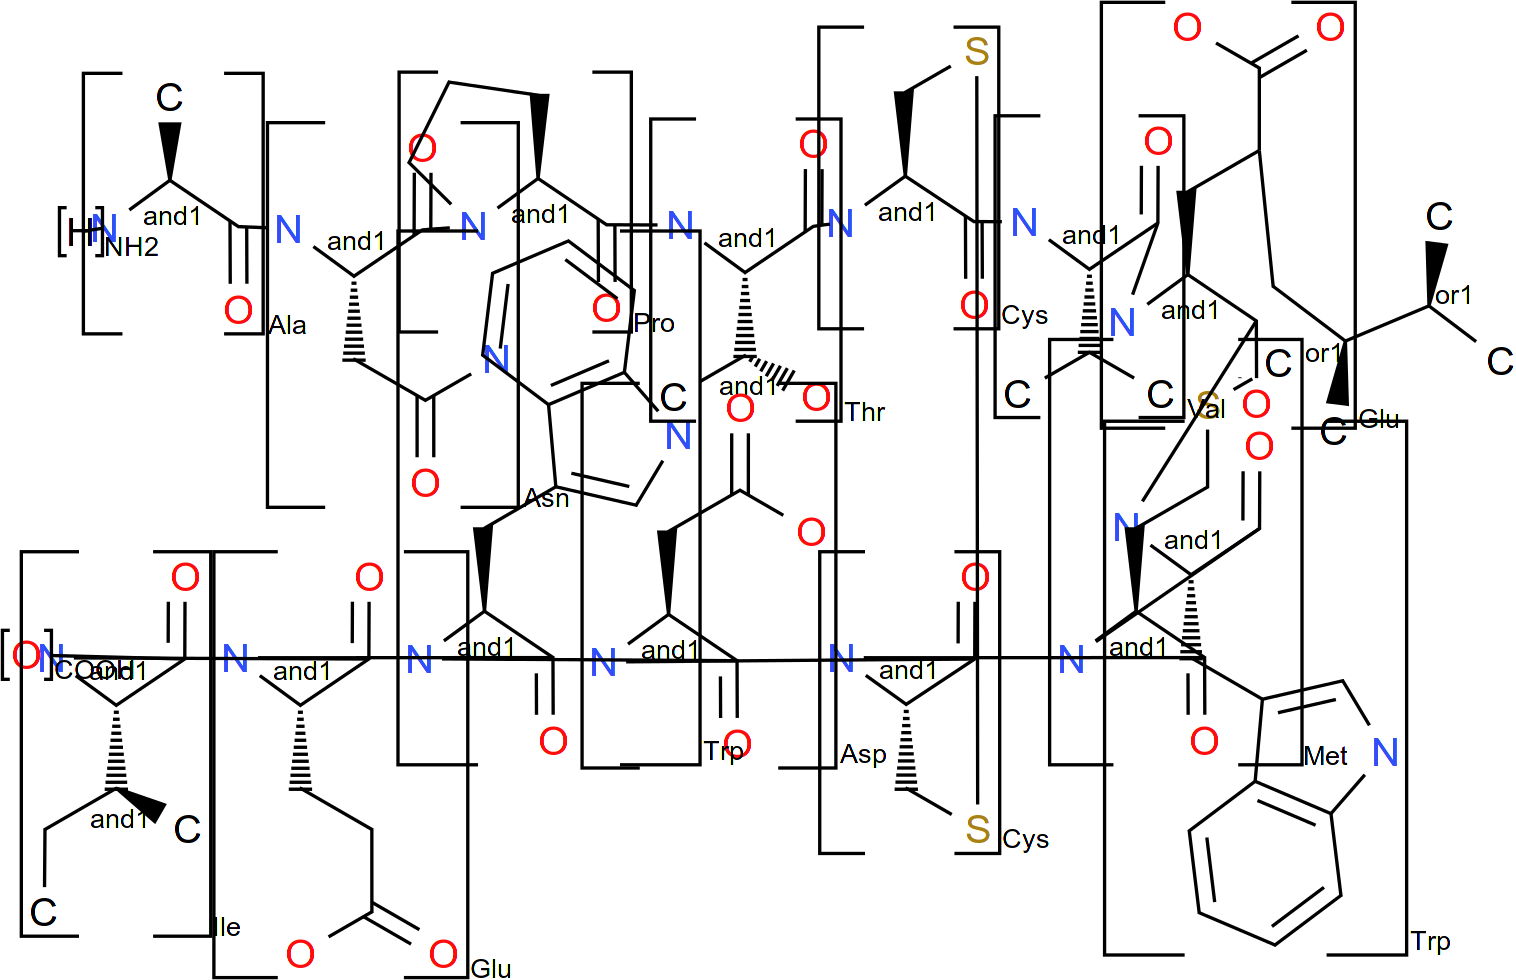 O O
S
C
O O O
C
[H]N and1 N and1 N and1 N and1 N and1 N and1
NH2
or1
O Ala O Pro O Cys N and1
N C or1 C
and1
C O Thr C C Val S O Glu
O C
N O
O Asn
O N and1
O O O
[O]N and1 N and1 N and1 N and1 N and1 N and1
COOH
O Trp O Asp O Met N
and1 C S Cys
C Ile
O O Glu Trp